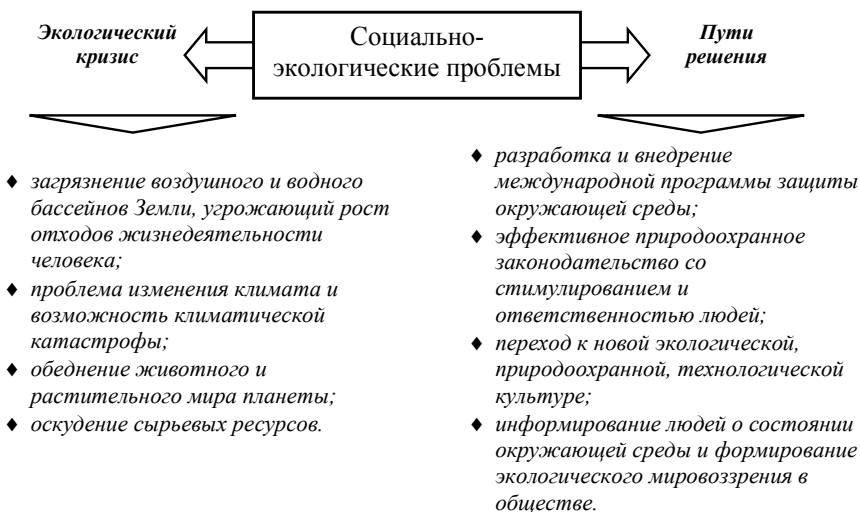 Экологический
кризис
Социально-
экологические проблемы
Пути
решения
♦ загрязнение воздушного и водного
бассейнов Земли, угрожающий рост
отходов жизнедеятельности
человека;
♦ проблема изменения климата и
возможность климатической
катастрофы;
♦ обеднение животного и
растительного мира планеты;
♦ оскудение сырьевых ресурсов.
♦ разработка и внедрение
международной программы защиты
окружающей среды;
♦ эффективное природоохранное
законодательство со
стимулированием и
ответственностью людей;
♦ переход к новой экологической,
природоохранной, технологической
культуре;
♦ информирование людей о состоянии
окружающей среды и формирование
экологического мировоззрения в
обществе.